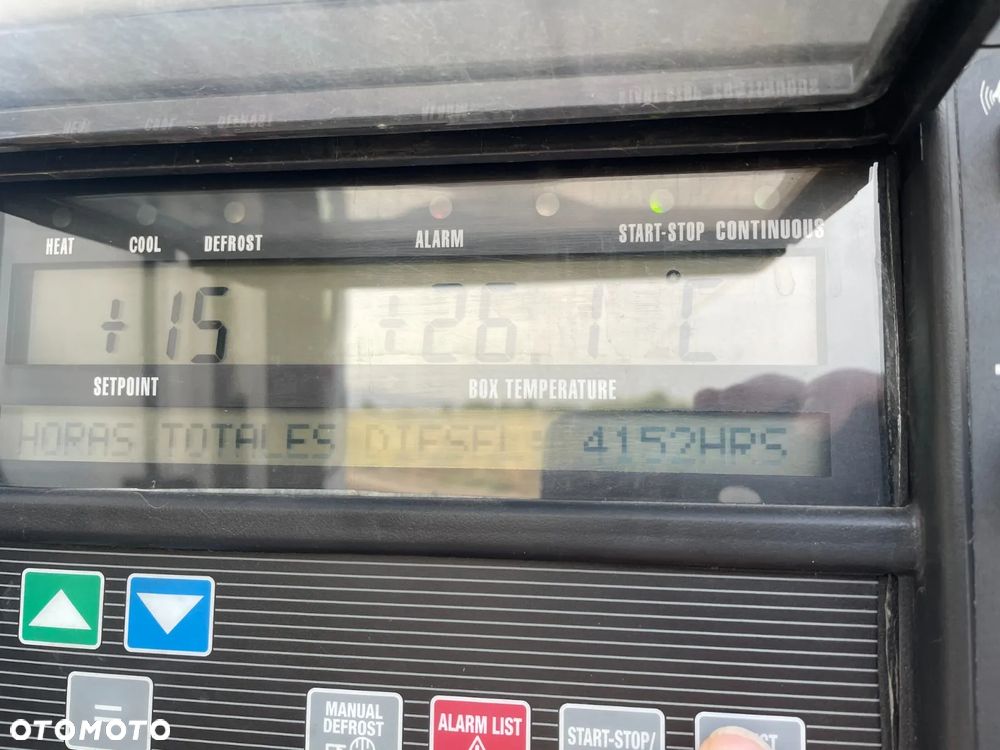 HEAT COOL DEFROST ALARM START-STOP CONTINUOUS
+15 +26.1°C
SETPOINT BOX TEMPERATURE
HORAS TOTALES DIESEL= 4152HRS
MANUAL DEFROST
ALARM LIST
START-STOP/
OTOMOTO